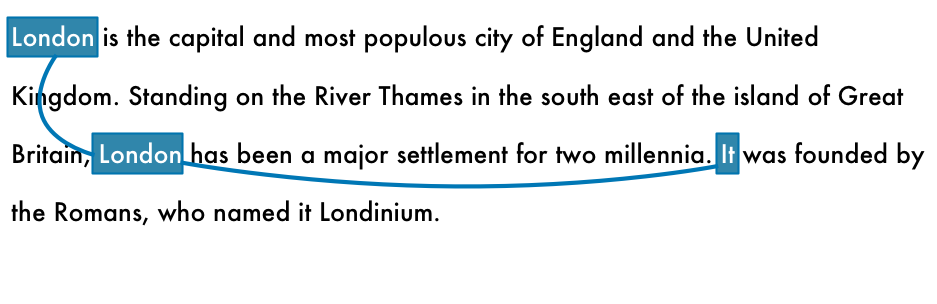 London is the capital and most populous city of England and the United
Kingdom. Standing on the River Thames in the south east of the island of Great
Britain, London has been a major settlement for two millennia. It was founded by
the Romans, who named it Londinium.